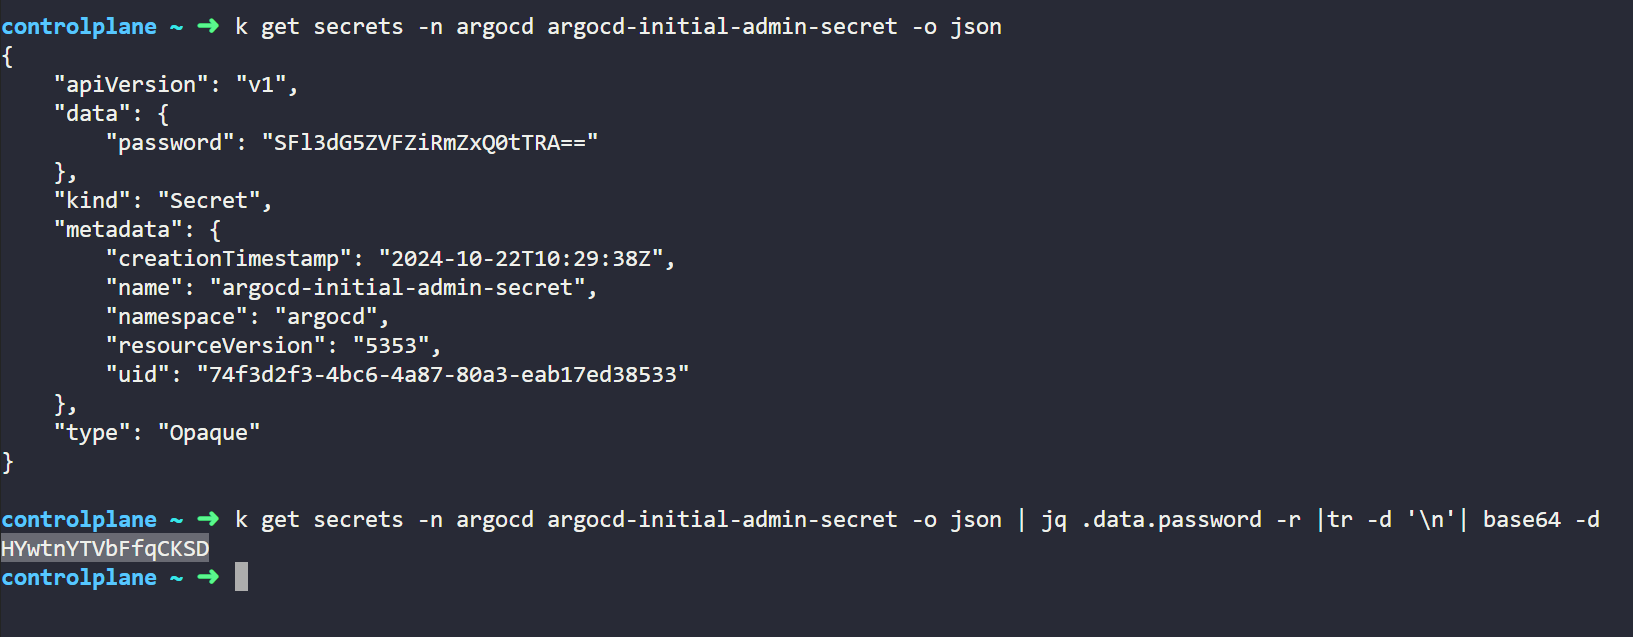 controlplane ~ ➜ k get secrets -n argocd argocd-initial-admin-secret -o json
{
    "apiVersion": "v1",
    "data": {
        "password": "SFl3dG5ZVFZiRmZxQ0tTRA=="
    },
    "kind": "Secret",
    "metadata": {
        "creationTimestamp": "2024-10-22T10:29:38Z",
        "name": "argocd-initial-admin-secret",
        "namespace": "argocd",
        "resourceVersion": "5353",
        "uid": "74f3d2f3-4bc6-4a87-80a3-eab17ed38533"
    },
    "type": "Opaque"
}
controlplane ~ ➜ k get secrets -n argocd argocd-initial-admin-secret -o json | jq .data.password -r |tr -d '\n'| base64 -d
HYwtnYTVbFfqCKSD
controlplane ~ ➜